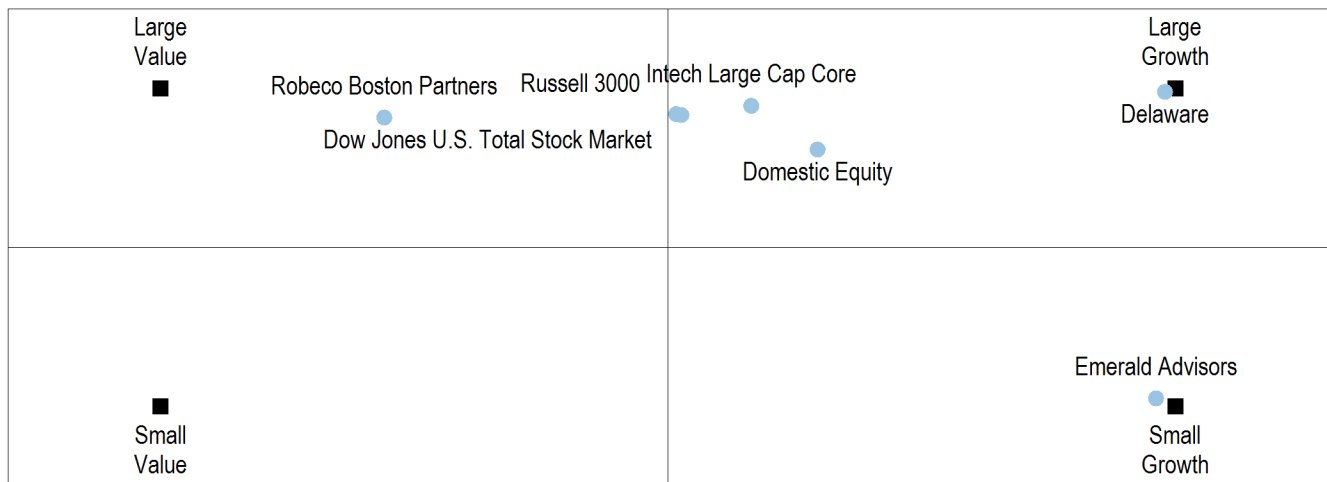 Large
Value
Large
Growth
Robeco Boston Partners
Russell 3000
Intech Large Cap Core
Delaware
Dow Jones U.S. Total Stock Market
Domestic Equity
Emerald Advisors
Small
Value
Small
Growth